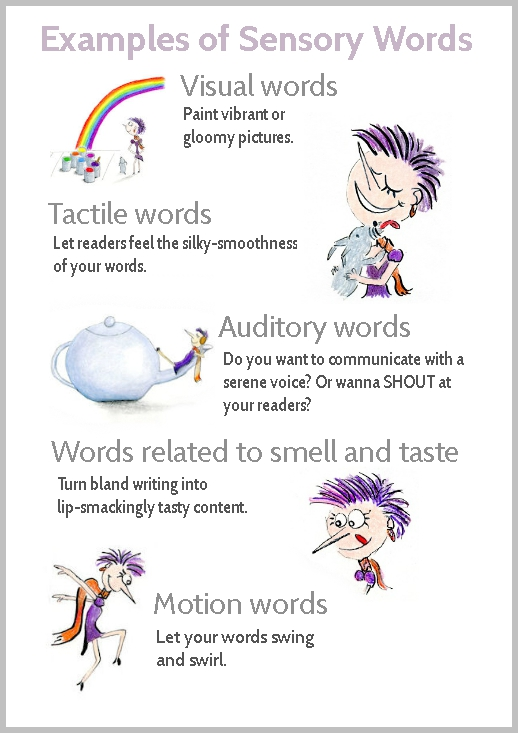 Examples of Sensory Words
Visual words
Paint vibrant or
gloomy pictures.
Tactile words
Let readers feel the silky-smoothness
of your words.
Auditory words
Do you want to communicate with a
serene voice? Or wanna SHOUT at
your readers?
Words related to smell and taste
Turn bland writing into
lip-smackingly tasty content.
Motion words
Let your words swing
and swirl.